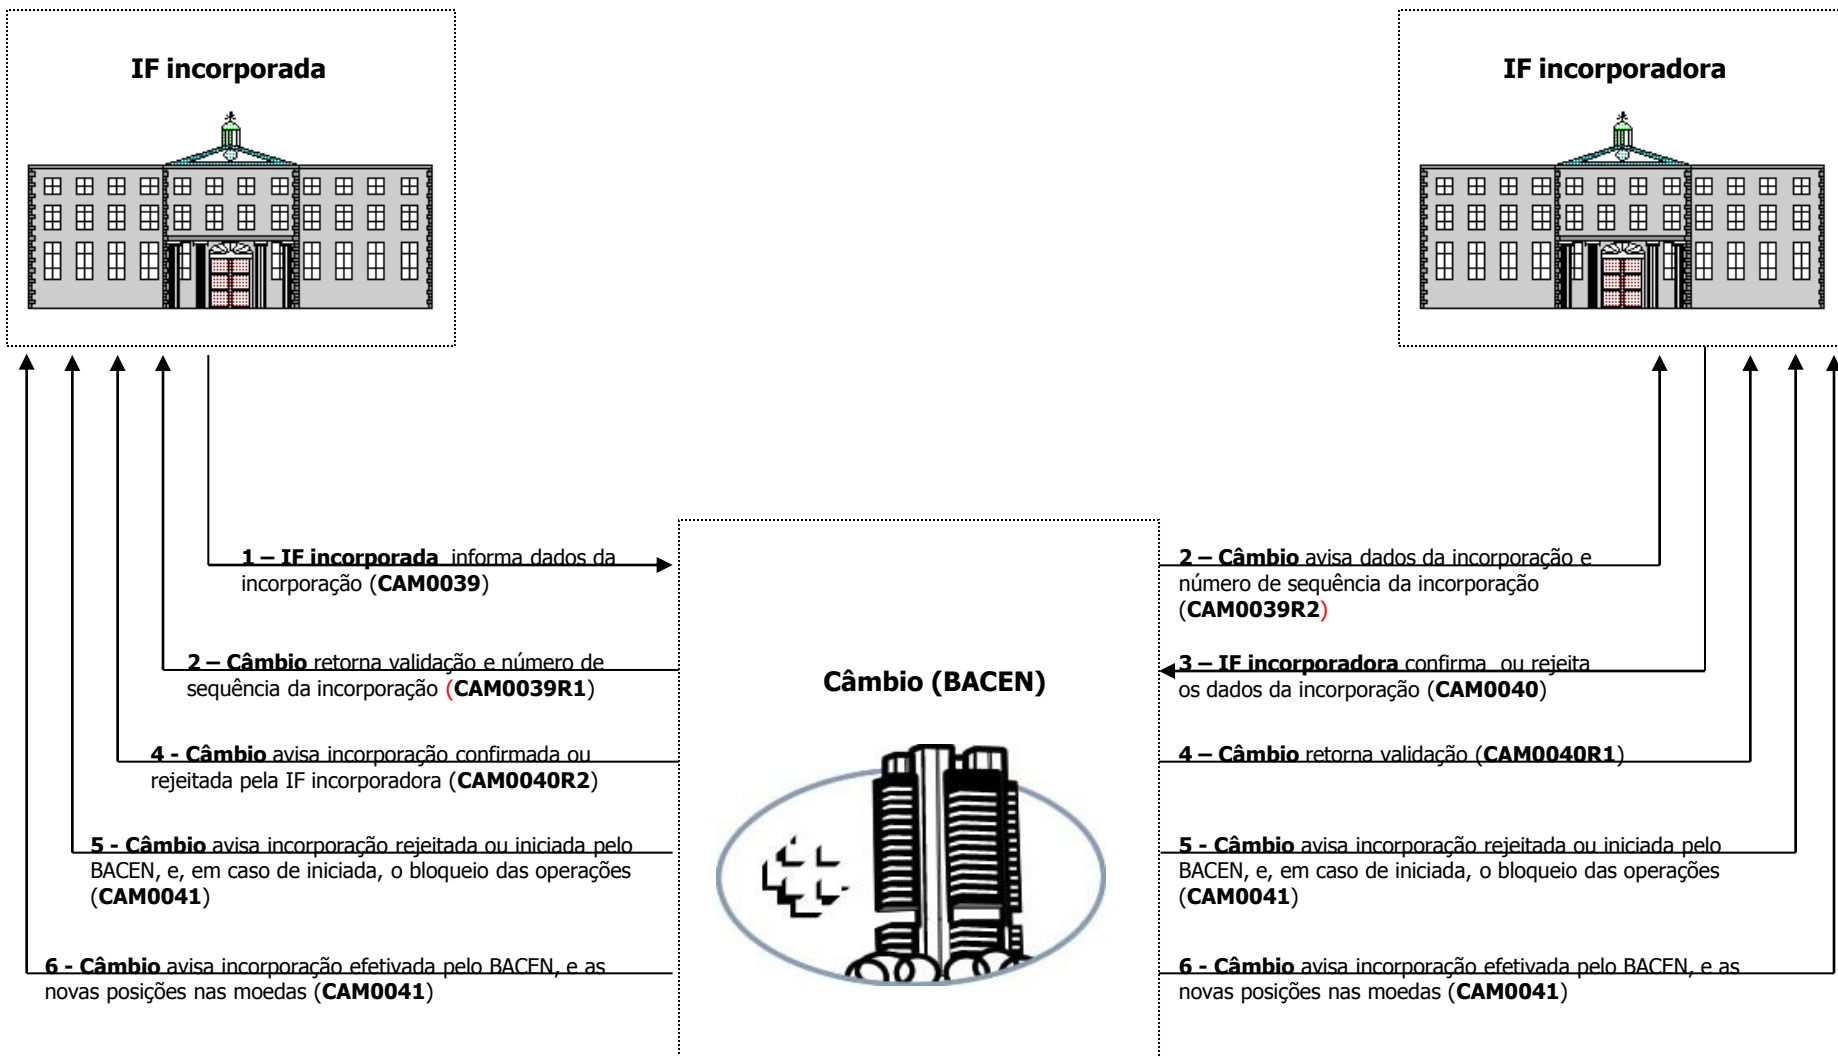 IF incorporada
IF incorporadora
1 – IF incorporada informa dados da
incorporação (CAM0039)
2 – Câmbio retorna validação e número de
sequência da incorporação (CAM0039R1)
4 - Câmbio avisa incorporação confirmada ou
rejeitada pela IF incorporadora (CAM0040R2)
5 - Câmbio avisa incorporação rejeitada ou iniciada pelo
BACEN, e, em caso de iniciada, o bloqueio das operações
(CAM0041)
6 - Câmbio avisa incorporação efetivada pelo BACEN, e as
novas posições nas moedas (CAM0041)
Câmbio (BACEN)
2 – Câmbio avisa dados da incorporação e
número de sequência da incorporação
(CAM0039R2)
3 – IF incorporadora confirma ou rejeita
os dados da incorporação (CAM0040)
4 – Câmbio retorna validação (CAM0040R1)
5 - Câmbio avisa incorporação rejeitada ou iniciada pelo
BACEN, e, em caso de iniciada, o bloqueio das operações
(CAM0041)
6 - Câmbio avisa incorporação efetivada pelo BACEN, e as
novas posições nas moedas (CAM0041)